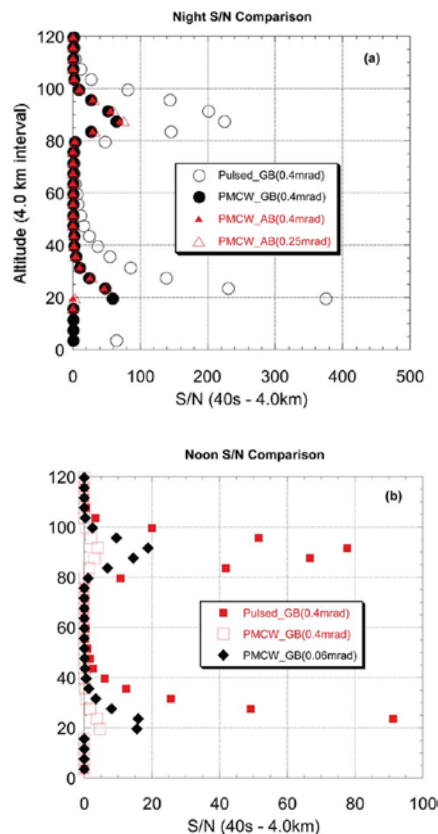 Night S/N Comparison
(a)
Altitude (4.0 km interval)
120
100
80
60
40
20
0
Pulsed_GB(0.4mrad)
PMCW_GB(0.4mrad)
PMCW_AB(0.4mrad)
PMCW_AB(0.25mrad)
0 100 200 300 400 500
S/N (40s - 4.0km)
Noon S/N Comparison
(b)
120
100
80
60
40
20
0
Pulsed_GB(0.4mrad)
PMCW_GB(0.4mrad)
PMCW_GB(0.06mrad)
0 20 40 60 80 100
S/N (40s - 4.0km)